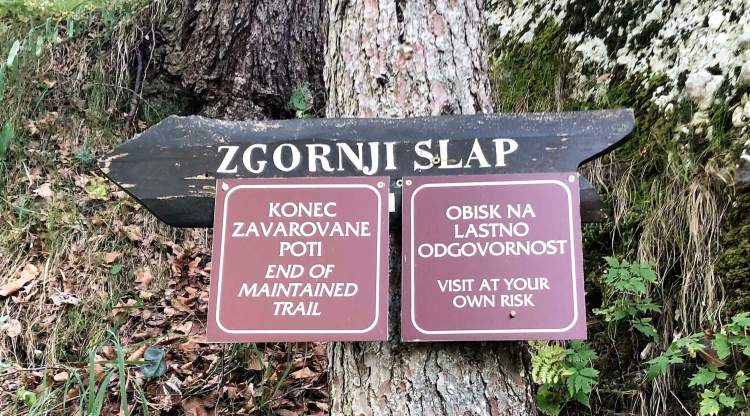 ZGORNJI SLAP
KONEC
ZAVAROVANE
POTI
END OF
MAINTAINED
TRAIL
OBISK NA
LASTNO
ODGOVORNOST
VISIT AT YOUR
OWN RISK